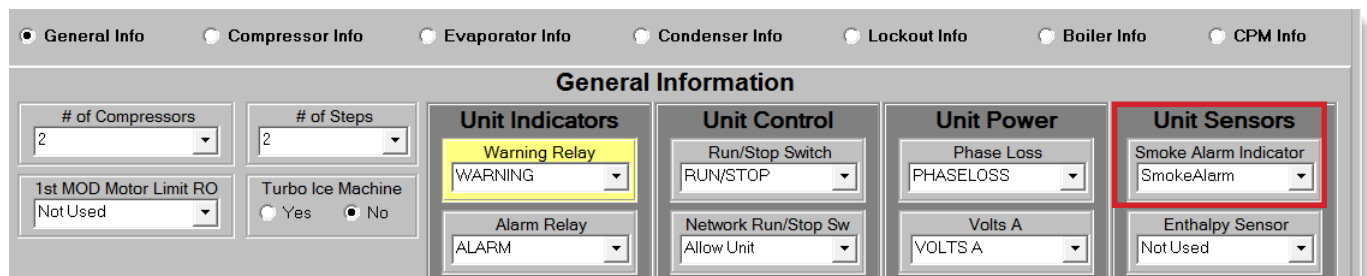 General Info Compressor Info Evaporator Info Condenser Info Lockout Info Boiler Info CPM Info
General Information
# of Compressors # of Steps Unit Indicators Unit Control Unit Power Unit Sensors
2 2 Warning Relay Run/Stop Switch Phase Loss Smoke Alarm Indicator
WARNING RUN/STOP PHASELOSS SmokeAlarm
1st MOD Motor Limit RO Turbo Ice Machine
Not Used Yes No Alarm Relay Network Run/Stop Sw Volts A Enthalpy Sensor
ALARM Allow Unit VOLTS A Not Used